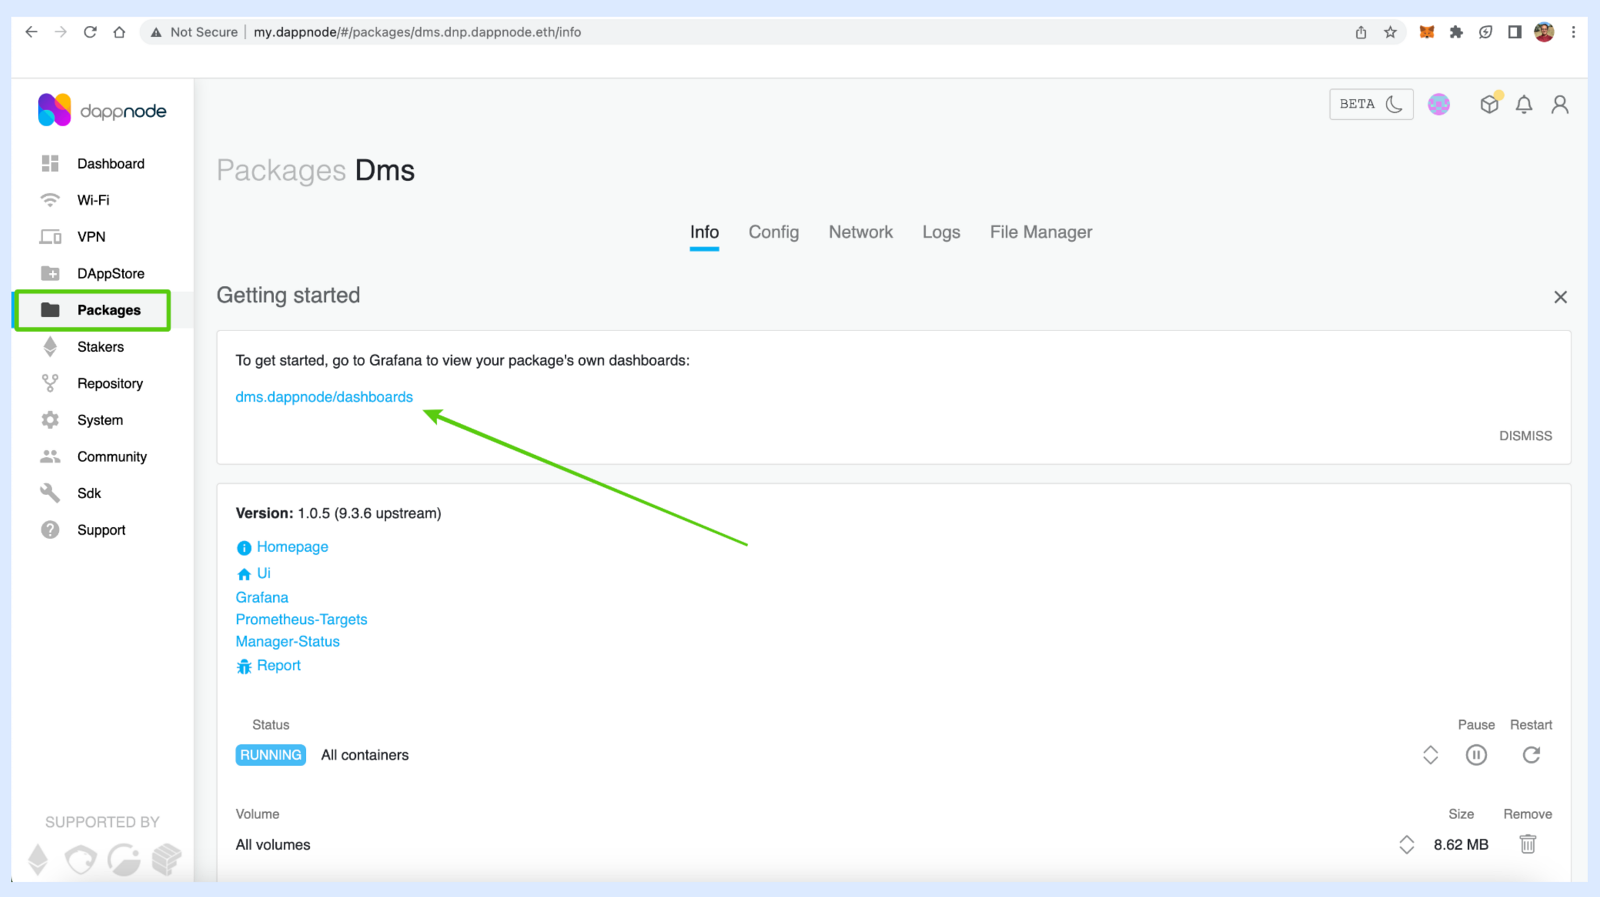 Not Secure | my.dappnode/#/packages/dms.dnp.dappnode.eth/info
dappnode
BETA
Dashboard
Wi-Fi
VPN
DAppStore
Packages
Stakers
Repository
System
Community
Sdk
Support
SUPPORTED BY
Packages Dms
Info Config Network Logs File Manager
Getting started
To get started, go to Grafana to view your package's own dashboards:
dms.dappnode/dashboards
DISMISS
Version: 1.0.5 (9.3.6 upstream)
Homepage
Ui
Grafana
Prometheus-Targets
Manager-Status
Report
Status Pause Restart
RUNNING All containers
Volume Size Remove
All volumes 8.62 MB